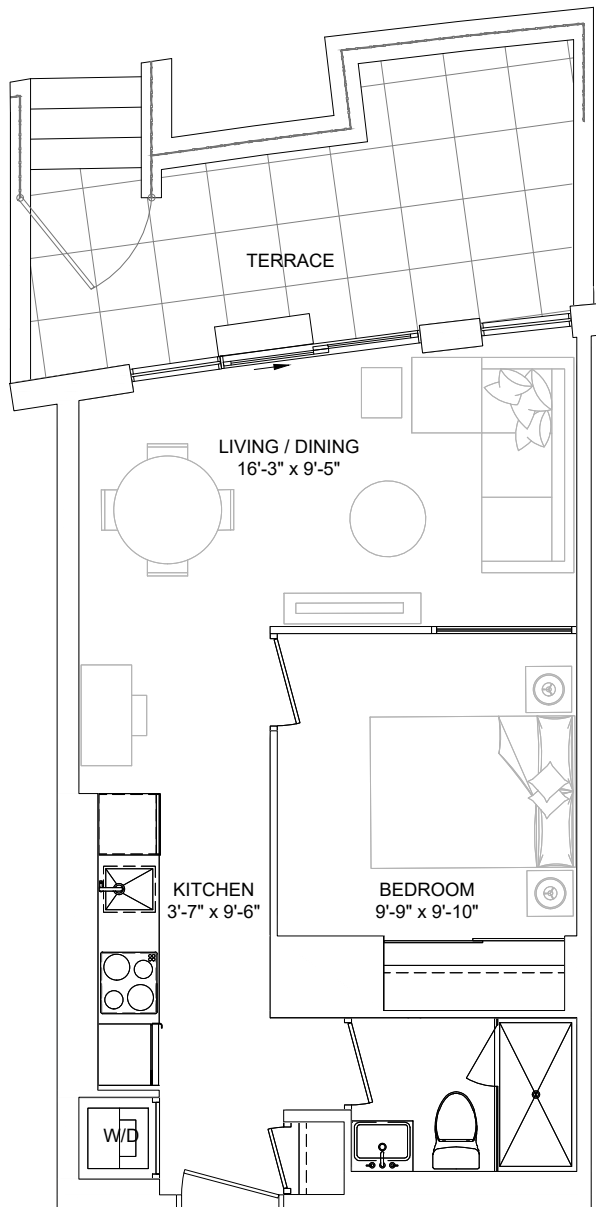 TERRACE
LIVING / DINING
16'-3" x 9'-5"
KITCHEN
3'-7" x 9'-6"
BEDROOM
9'-9" x 9'-10"
W/D